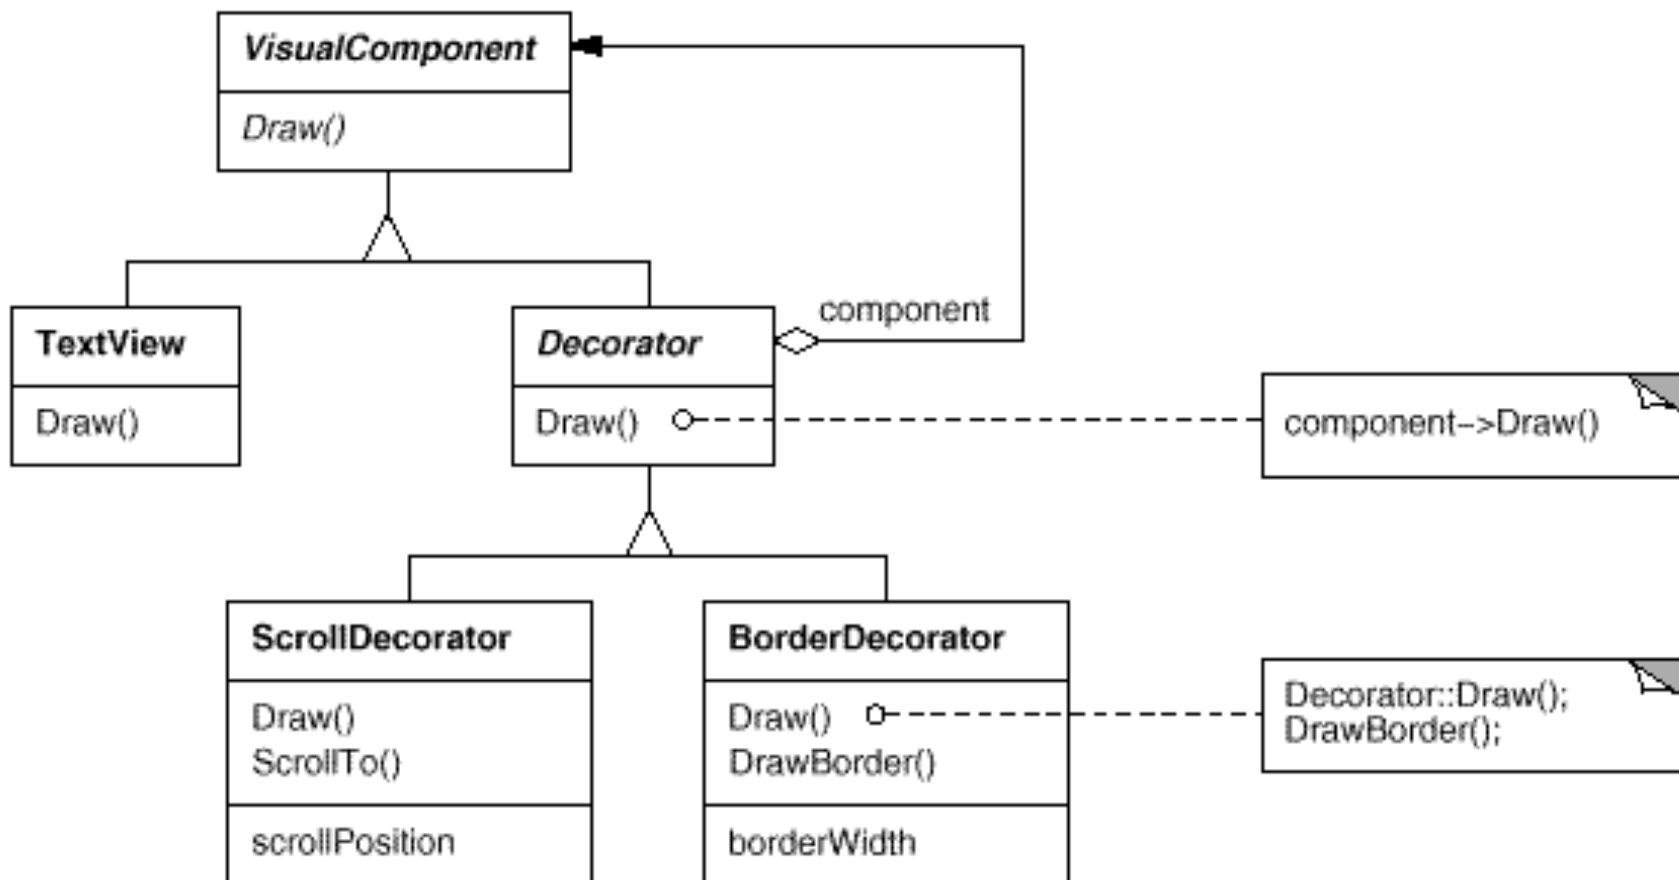 VisualComponent
Draw()
component
TextView
Draw()
Decorator
Draw()
component–>Draw()
ScrollDecorator
Draw()
ScrollTo()
scrollPosition
BorderDecorator
Draw()
DrawBorder()
borderWidth
Decorator::Draw();
DrawBorder();